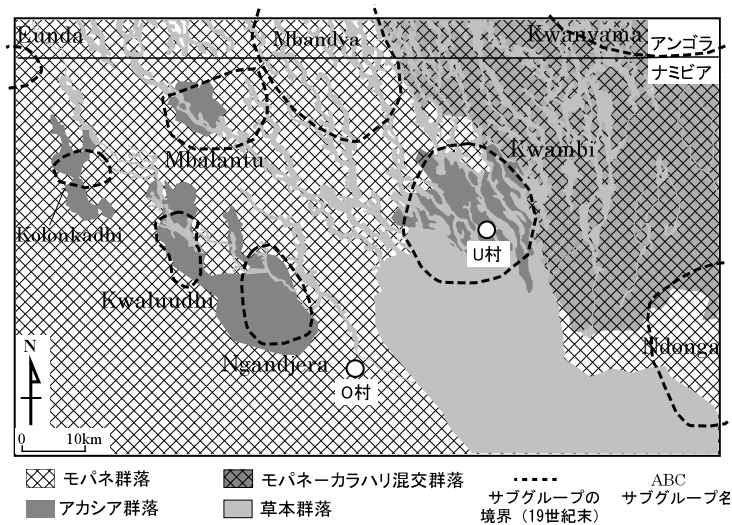 Eunda
Mbandya
Kwanyama
アンゴラ
ナミビア
Mbalantu
Kwambi
Kolonkadhi
U村
Kwaluudhi
Ndonga
Ngandjera
O村
N
0 10km
モパネ群落
モパネーカラハリ混交群落
アカシア群落
草本群落
サブグループの
境界（19世紀末）
ABC
サブグループ名